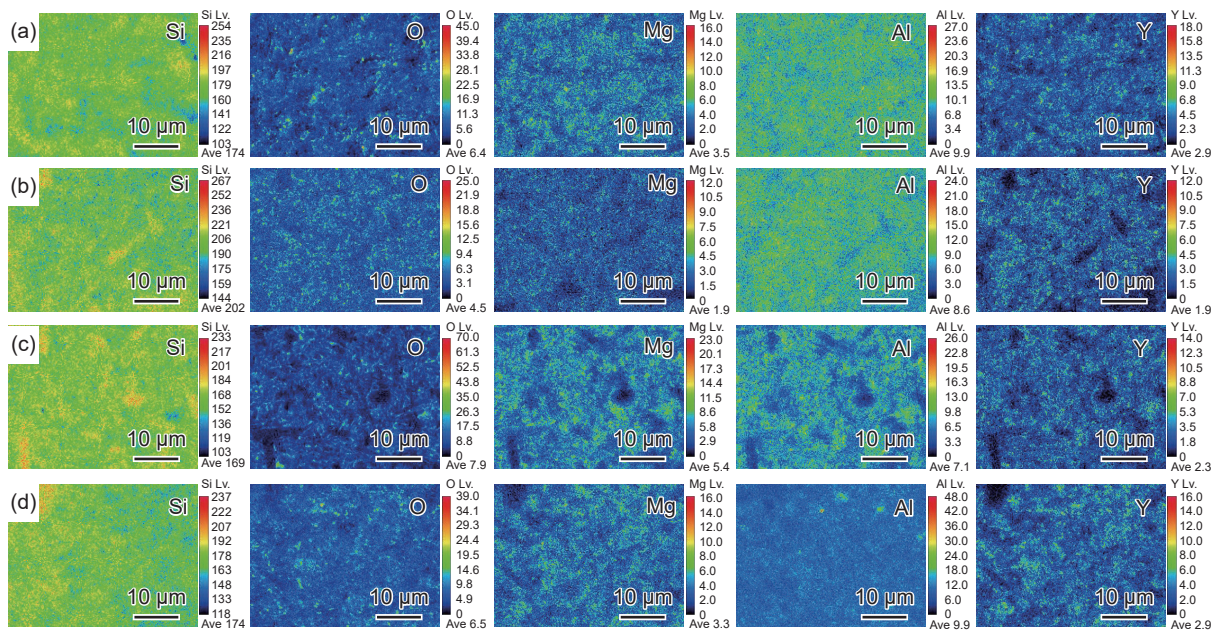 (a)
Si
10 µm
Si Lv.
254
235
216
197
179
160
141
122
103
Ave 174
O
10 µm
O Lv.
45.0
39.4
33.8
28.1
22.5
16.9
11.3
5.6
0
Ave 6.4
Mg
10 µm
Mg Lv.
16.0
14.0
12.0
10.0
8.0
6.0
4.0
2.0
0
Ave 3.5
Al
10 µm
Al Lv.
27.0
23.6
20.3
16.9
13.5
10.1
6.8
3.4
0
Ave 9.9
Y
10 µm
Y Lv.
18.0
15.8
13.5
11.3
9.0
6.8
4.5
2.3
0
Ave 2.9
(b)
Si
10 µm
Si Lv.
267
252
236
221
206
190
175
159
144
Ave 202
O
10 µm
O Lv.
25.0
21.9
18.8
15.6
12.5
9.4
6.3
3.1
0
Ave 4.5
Mg
10 µm
Mg Lv.
12.0
10.5
9.0
7.5
6.0
4.5
3.0
1.5
0
Ave 1.9
Al
10 µm
Al Lv.
24.0
21.0
18.0
15.0
12.0
9.0
6.0
3.0
0
Ave 8.6
Y
10 µm
Y Lv.
12.0
10.5
9.0
7.5
6.0
4.5
3.0
1.5
0
Ave 1.9
(c)
Si
10 µm
Si Lv.
233
217
201
184
168
152
136
119
103
Ave 169
O
10 µm
O Lv.
70.0
61.3
52.5
43.8
35.0
26.3
17.5
8.8
0
Ave 7.9
Mg
10 µm
Mg Lv.
23.0
20.1
17.3
14.4
11.5
8.6
5.8
2.9
0
Ave 5.4
Al
10 µm
Al Lv.
26.0
22.8
19.5
16.3
13.0
9.8
6.5
3.3
0
Ave 7.1
Y
10 µm
Y Lv.
14.0
12.3
10.5
8.8
7.0
5.3
3.5
1.8
0
Ave 2.3
(d)
Si
10 µm
Si Lv.
237
222
207
192
178
163
148
133
118
Ave 174
O
10 µm
O Lv.
39.0
34.1
29.3
24.4
19.6
14.6
9.8
4.9
0
Ave 6.5
Mg
10 µm
Mg Lv.
16.0
14.0
12.0
10.0
8.0
6.0
4.0
2.0
0
Ave 3.3
Al
10 µm
Al Lv.
48.0
42.0
36.0
30.0
24.0
18.0
12.0
6.0
0
Ave 9.9
Y
10 µm
Y Lv.
16.0
14.0
12.0
10.0
8.0
6.0
4.0
2.0
0
Ave 2.9